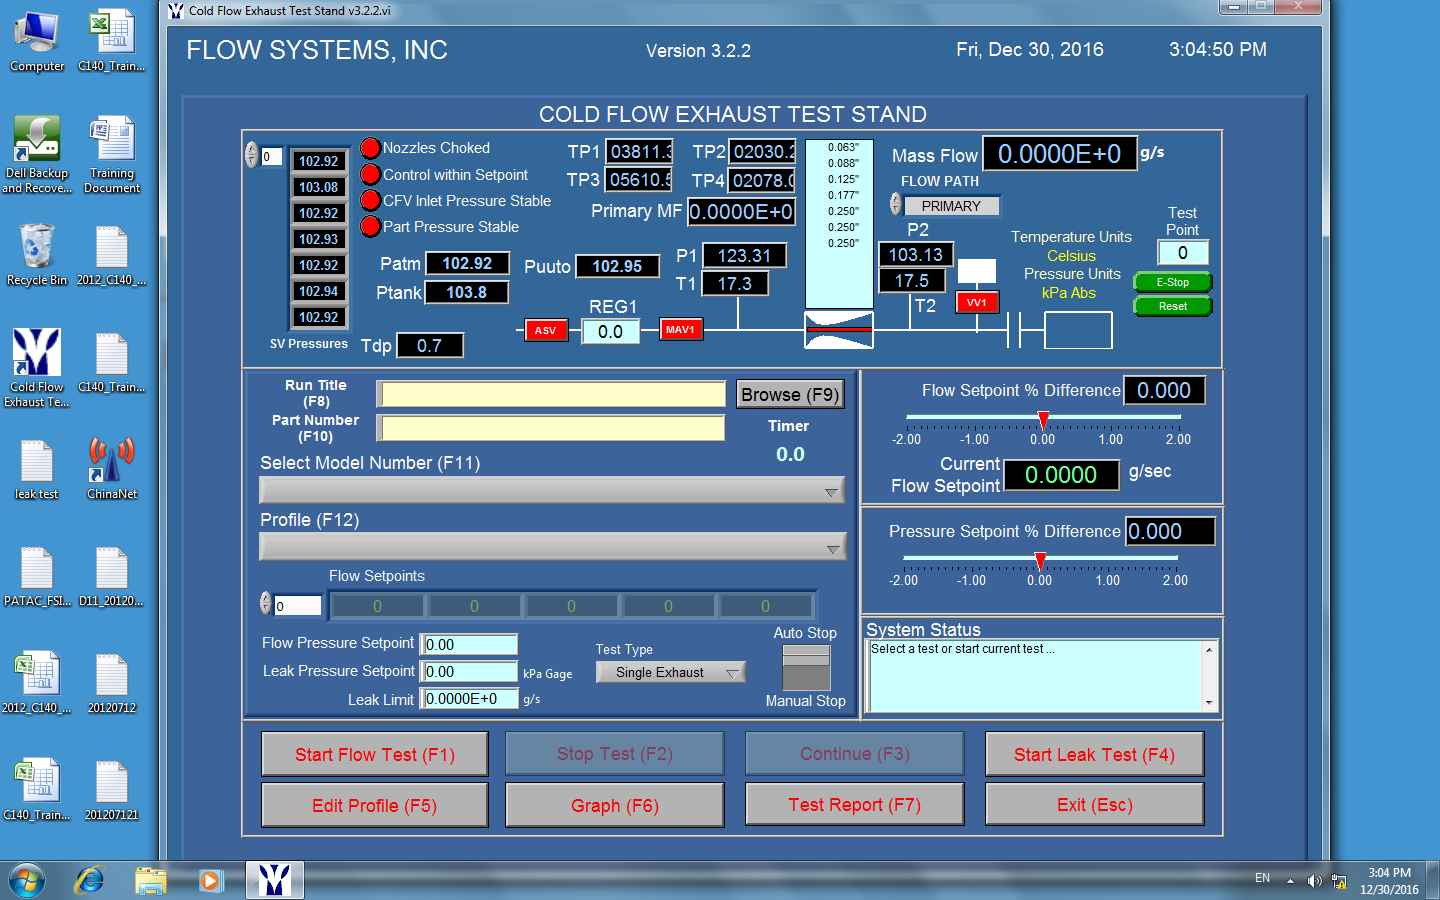 Cold Flow Exhaust Test Stand v3.2.2.vi
FLOW SYSTEMS, INC
Version 3.2.2
Fri, Dec 30, 2016
3:04:50 PM
COLD FLOW EXHAUST TEST STAND
0
102.92
103.08
102.92
102.93
102.92
102.94
102.92
SV Pressures
Nozzles Choked
Control within Setpoint
CFV Inlet Pressure Stable
Part Pressure Stable
TP1
03811.3
TP2
02030.2
TP3
05610.5
TP4
02078.0
Primary MF
0.0000E+0
Patm
102.92
Puuto
102.95
Ptank
103.8
Tdp
0.7
P1
123.31
T1
17.3
REG1
0.0
ASV
MAV1
0.063"
0.088"
0.125"
0.177"
0.250"
0.250"
0.250"
Mass Flow
0.0000E+0
g/s
FLOW PATH
PRIMARY
P2
103.13
17.5
T2
VV1
Temperature Units
Celsius
Pressure Units
kPa Abs
Test
Point
0
E-Stop
Reset
Run Title
(F8)
Browse (F9)
Part Number
(F10)
Timer
0.0
Select Model Number (F11)
Profile (F12)
Flow Setpoints
0
0
0
0
0
0
Flow Pressure Setpoint
0.00
Leak Pressure Setpoint
0.00
kPa Gage
Leak Limit
0.0000E+0
g/s
Test Type
Single Exhaust
Auto Stop
Manual Stop
Flow Setpoint % Difference
0.000
-2.00 -1.00 0.00 1.00 2.00
Current
Flow Setpoint
0.0000
g/sec
Pressure Setpoint % Difference
0.000
-2.00 -1.00 0.00 1.00 2.00
System Status
Select a test or start current test ...
Start Flow Test (F1)
Stop Test (F2)
Continue (F3)
Start Leak Test (F4)
Edit Profile (F5)
Graph (F6)
Test Report (F7)
Exit (Esc)
Computer
C140_Train...
Dell Backup
and Recove...
Training
Document
Recycle Bin
2012_C140_...
Cold Flow
Exhaust Te...
C140_Train...
leak test
ChinaNet
PATAC_FSI...
D11_20120...
2012_C140_...
20120712
C140_Train...
201207121
EN
3:04 PM
12/30/2016